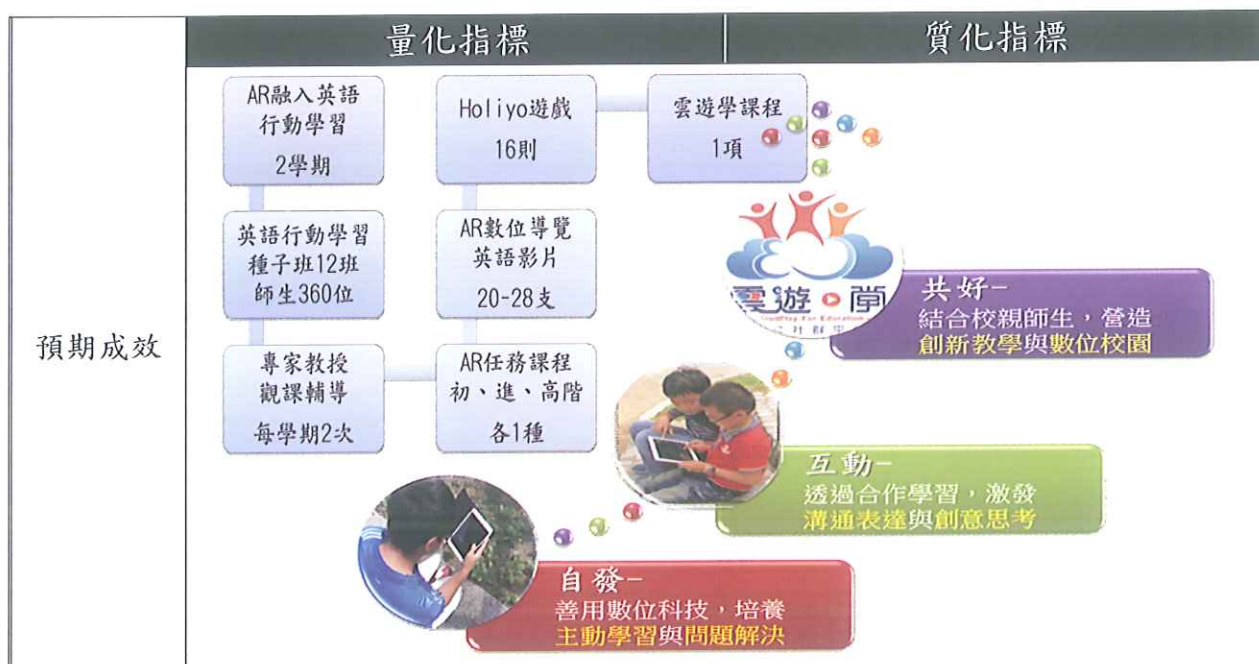 量化指標
質化指標
預期成效
AR融入英語
行動學習
2學期
英語行動學習
種子班12班
師生360位
專家教授
觀課輔導
每學期2次
AR任務課程
初、進、高階
各1種
AR數位導覽
英語影片
20-28支
Holiyo遊戲
16則
雲遊學課程
1項
雲遊學
For Education
共好-
結合校親師生，營造
創新教學與數位校園
互動-
透過合作學習，激發
溝通表達與創意思考
自發-
善用數位科技，培養
主動學習與問題解決